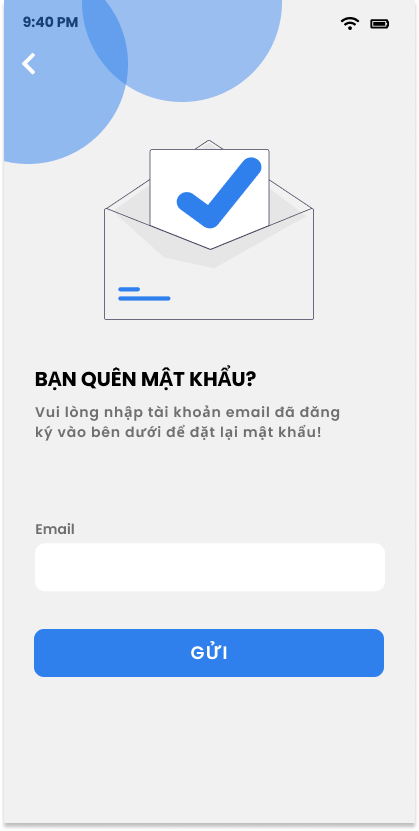 9:40 PM
BẠN QUÊN MẬT KHẨU?
Vui lòng nhập tài khoản email đã đăng
ký vào bên dưới để đặt lại mật khẩu!
Email
GỬI